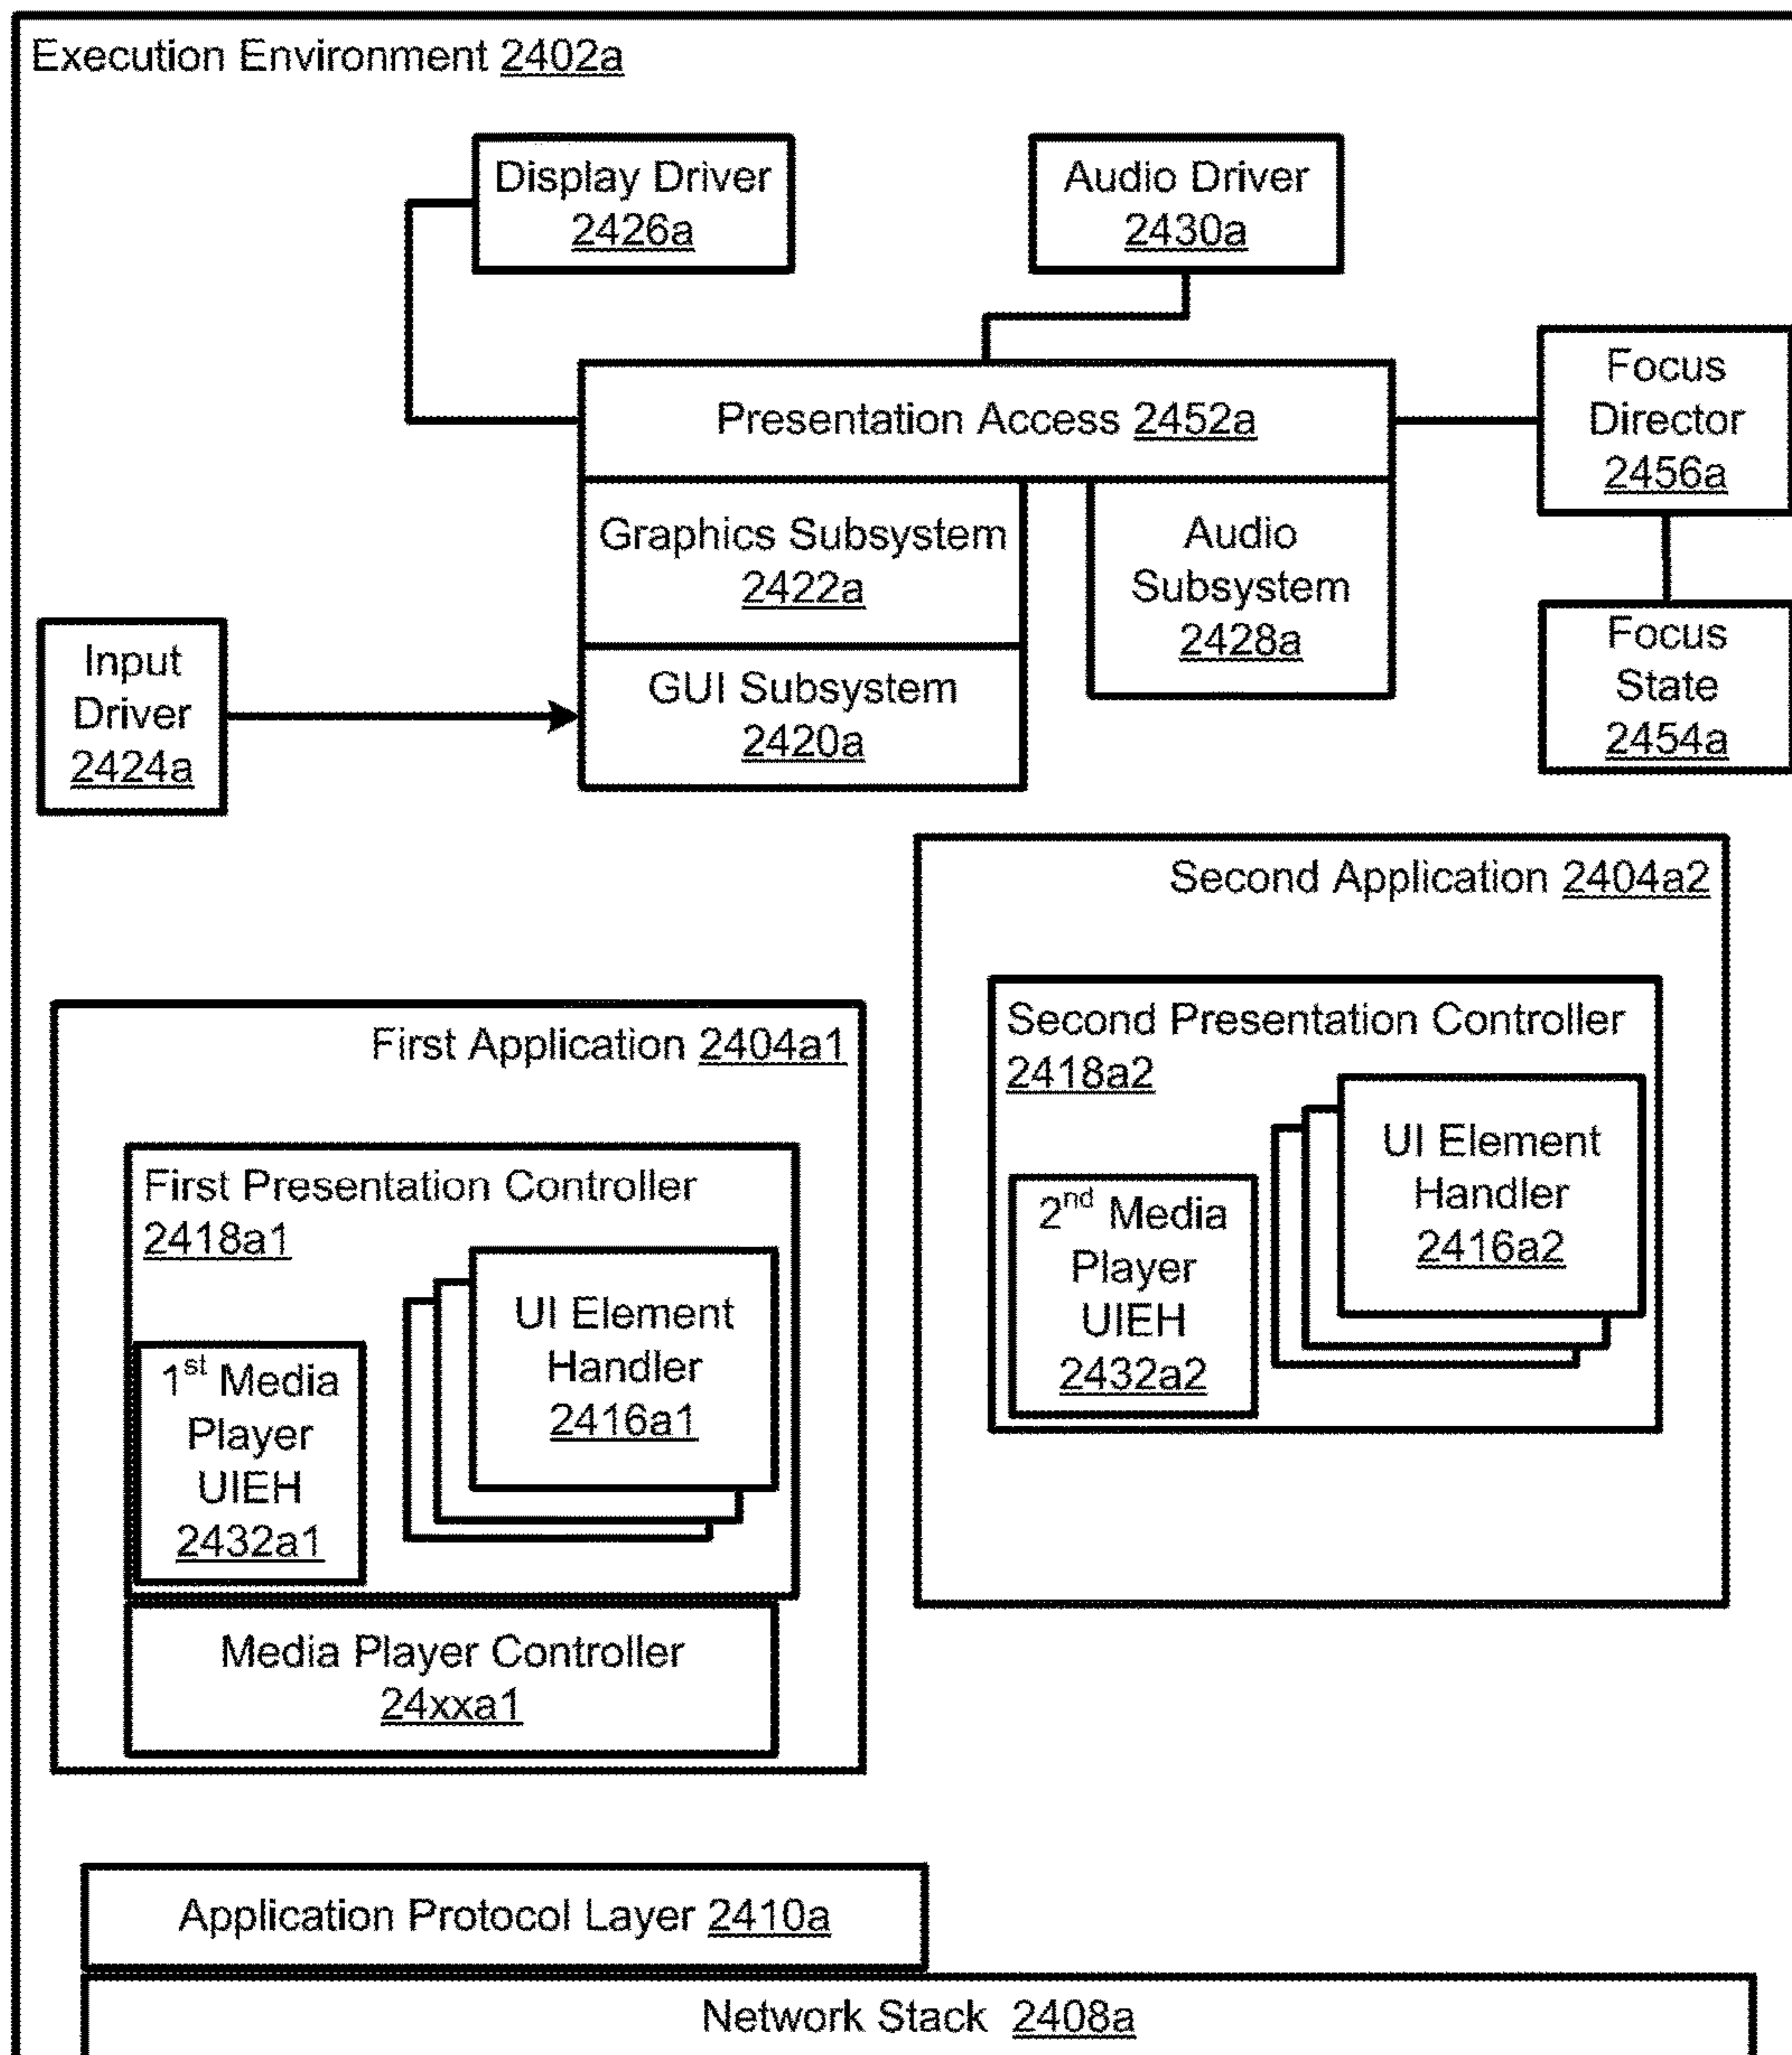 Execution Environment 2402a
Display Driver
2426a
Audio Driver
2430a
Presentation Access 2452a
Focus
Director
2456a
Graphics Subsystem
2422a
Audio
Subsystem
2428a
Focus
State
2454a
Input
Driver
2424a
GUI Subsystem
2420a
Second Application 2404a2
Second Presentation Controller
2418a2
UI Element
Handler
2416a2
2nd Media
Player
UIEH
2432a2
First Application 2404a1
First Presentation Controller
2418a1
UI Element
Handler
2416a1
1st Media
Player
UIEH
2432a1
Media Player Controller
24xxa1
Application Protocol Layer 2410a
Network Stack 2408a